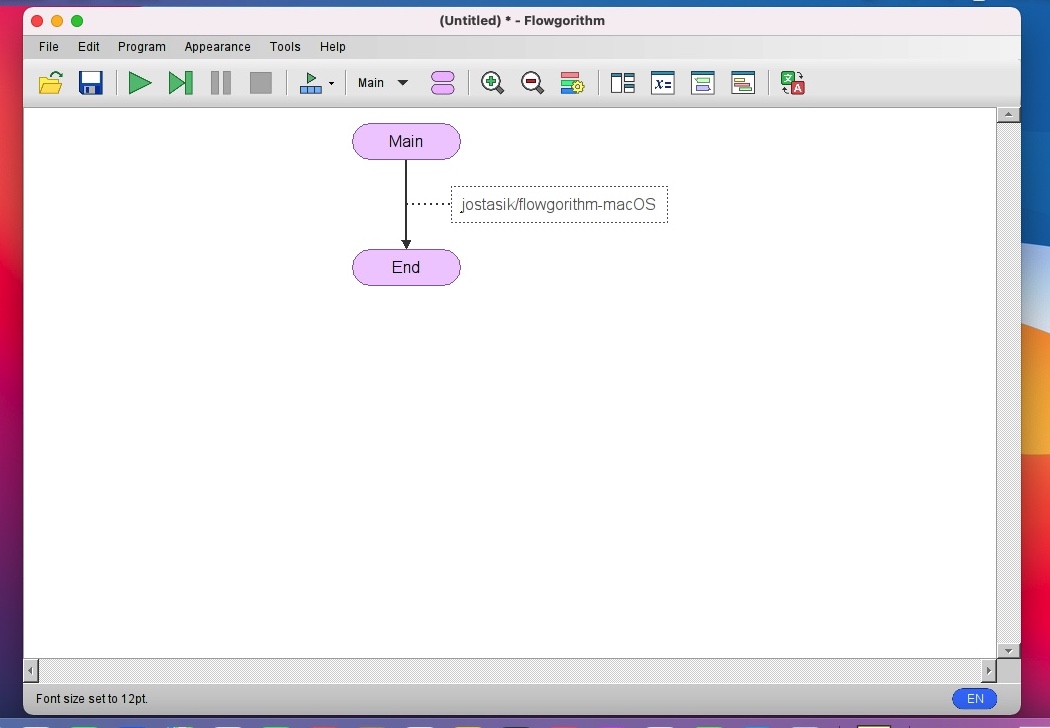 (Untitled) * - Flowgorithm
File Edit Program Appearance Tools Help
Main
x=
文
A
Main
jostasik/flowgorithm-macOS
End
Font size set to 12pt.
EN